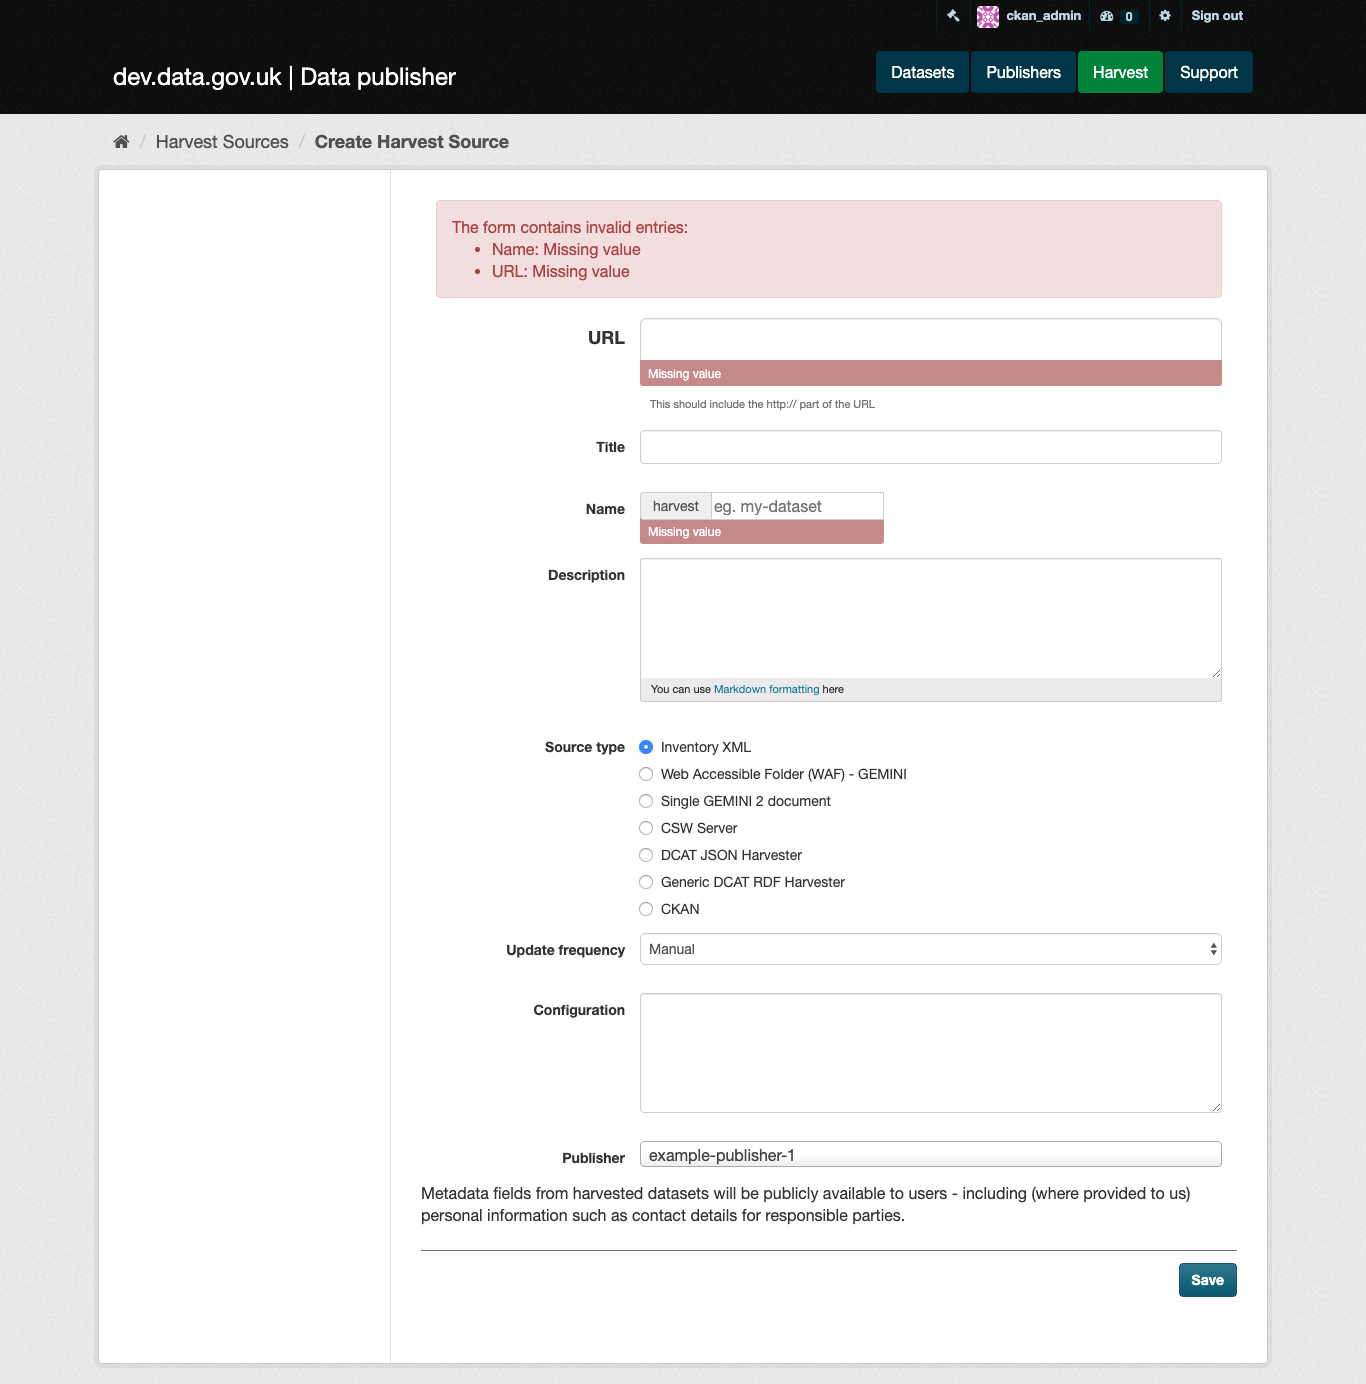 ckan_admin 0 Sign out
dev.data.gov.uk | Data publisher
Datasets Publishers Harvest Support
/ Harvest Sources / Create Harvest Source
The form contains invalid entries:
• Name: Missing value
• URL: Missing value
URL
Missing value
This should include the http:// part of the URL
Title
Name harvest eg. my-dataset
Missing value
Description
You can use Markdown formatting here
Source type Inventory XML
Web Accessible Folder (WAF) - GEMINI
Single GEMINI 2 document
CSW Server
DCAT JSON Harvester
Generic DCAT RDF Harvester
CKAN
Update frequency Manual
Configuration
Publisher example-publisher-1
Metadata fields from harvested datasets will be publicly available to users - including (where provided to us)
personal information such as contact details for responsible parties.
Save